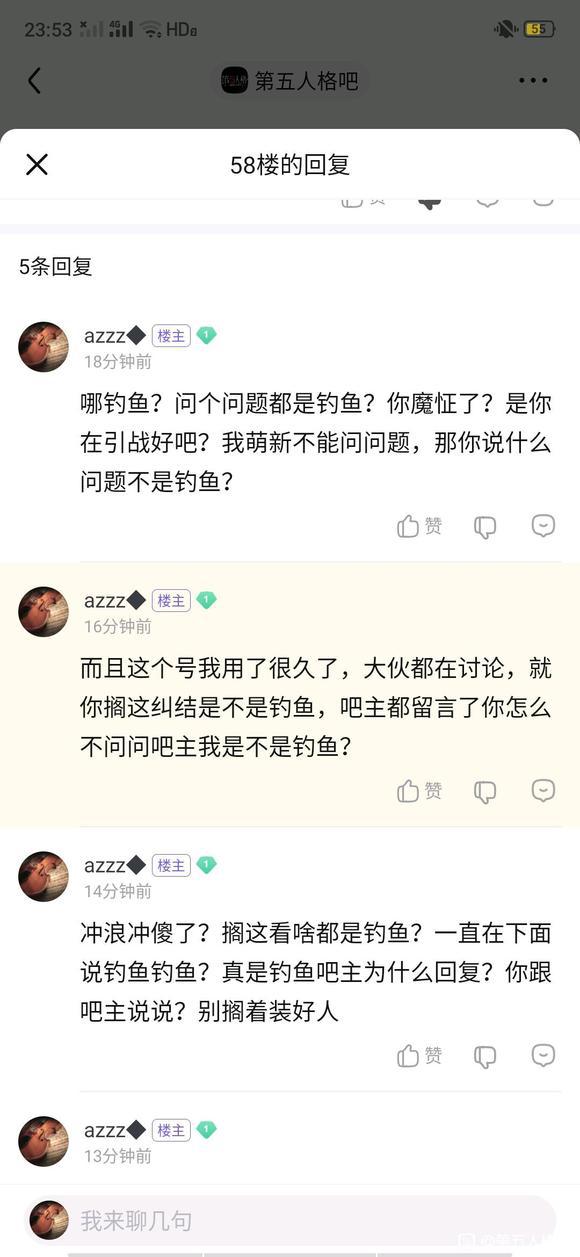 23:53 4G HD
55
第五人格吧
58楼的回复
赞
5条回复
azzz◆ 楼主 1
18分钟前
哪钓鱼？问个问题都是钓鱼？你魔怔了？是你
在引战好吧？我萌新不能问问题，那你说什么
问题不是钓鱼？
赞
azzz◆ 楼主 1
16分钟前
而且这个号我用了很久了，大伙都在讨论，就
你搁这纠结是不是钓鱼，吧主都留言了你怎么
不问问吧主我是不是钓鱼？
赞
azzz◆ 楼主 1
14分钟前
冲浪冲傻了？搁这看啥都是钓鱼？一直在下面
说钓鱼钓鱼？真是钓鱼吧主为什么回复？你跟
吧主说说？别搁着装好人
赞
azzz◆ 楼主 1
13分钟前
我来聊几句
@第五人格